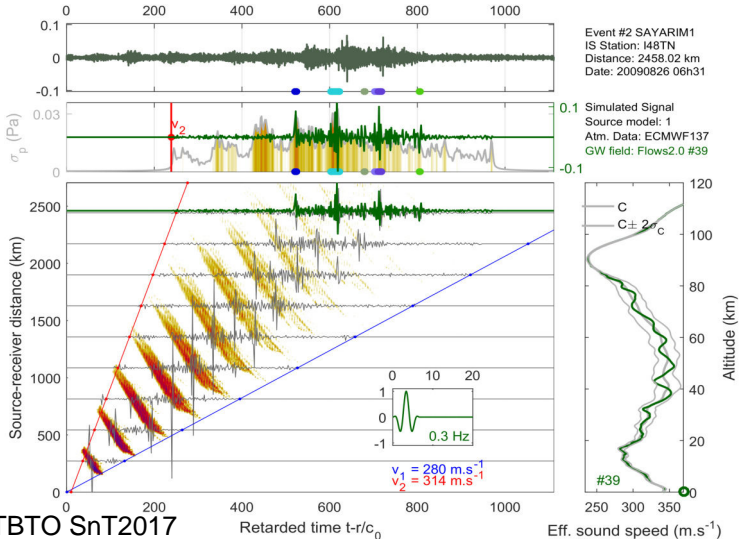 0.1
0
-0.1
0 200 400 600 800 1000
Event #2 SAYARIM1
IS Station: I48TN
Distance: 2458.02 km
Date: 20090826 06h31
σp (Pa)
0.03
0
v2
0.1
-0.1
Simulated Signal
Source model: 1
Atm. Data: ECMWF137
GW field: Flows2.0 #39
Source-receiver distance (km)
2500
2000
1500
1000
500
0
0 10 20
1
0
-1
0.3 Hz
v1 = 280 m.s-1
v2 = 314 m.s-1
0 200 400 600 800 1000
Retarded time t-r/c0
C
C± 2σC
120
100
80
60
40
20
0
Altitude (km)
#39
250 300 350
Eff. sound speed (m.s-1)
TBTO SnT2017